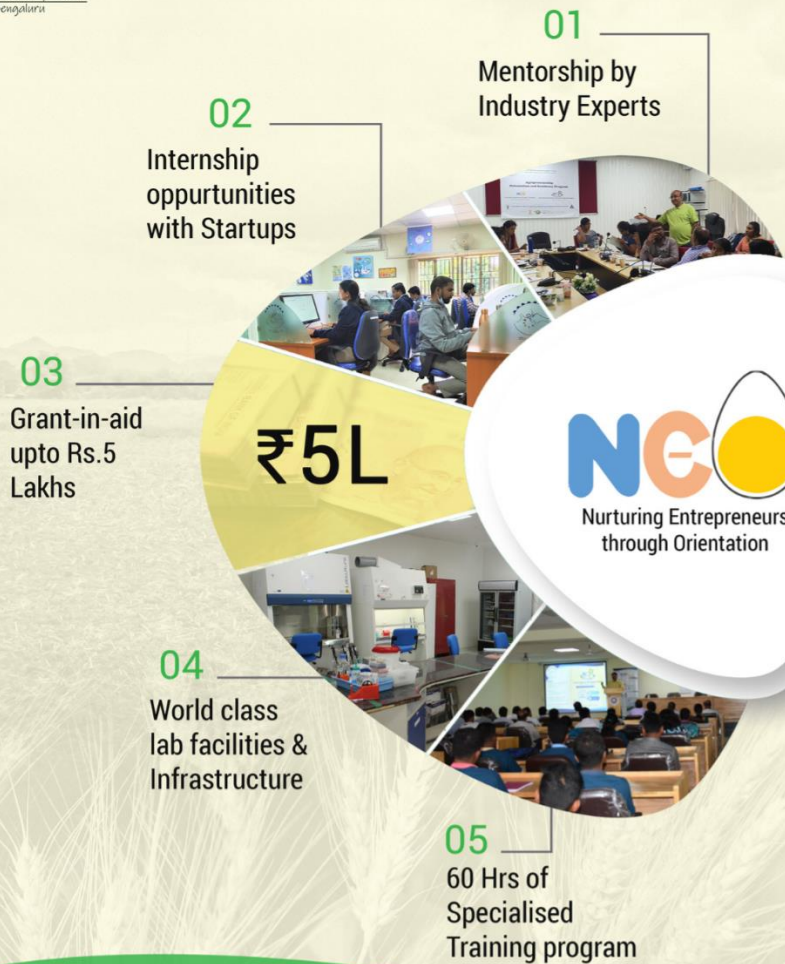 engaluru
01
Mentorship by
Industry Experts
02
Internship
oppurtunities
with Startups
03
Grant-in-aid
upto Rs.5
Lakhs
₹5L
NEO
Nurturing Entrepreneurs
through Orientation
04
World class
lab facilities &
Infrastructure
05
60 Hrs of
Specialised
Training program